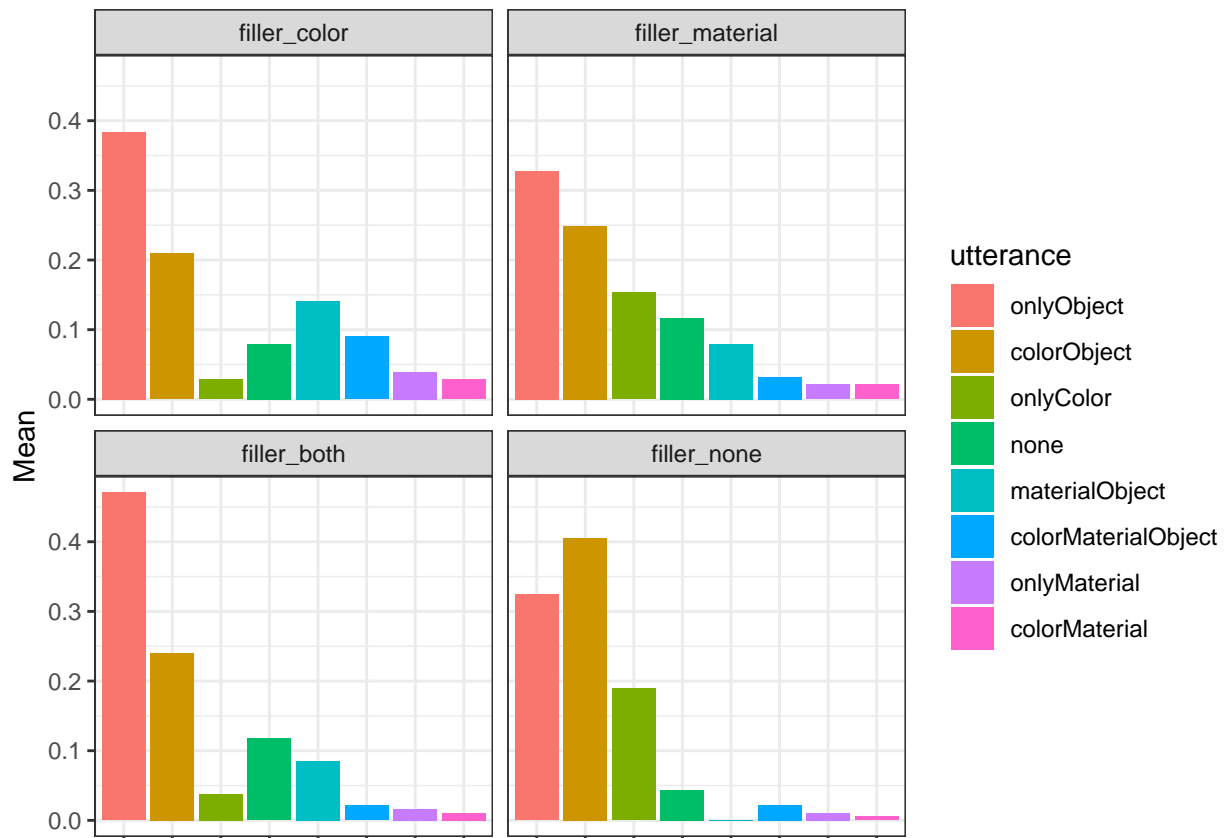 filler_color
filler_material
0.4
0.3
0.2
0.1
0.0
filler_both
filler_none
0.4
0.3
0.2
0.1
0.0
Mean
utterance
onlyObject
colorObject
onlyColor
none
materialObject
colorMaterialObject
onlyMaterial
colorMaterial